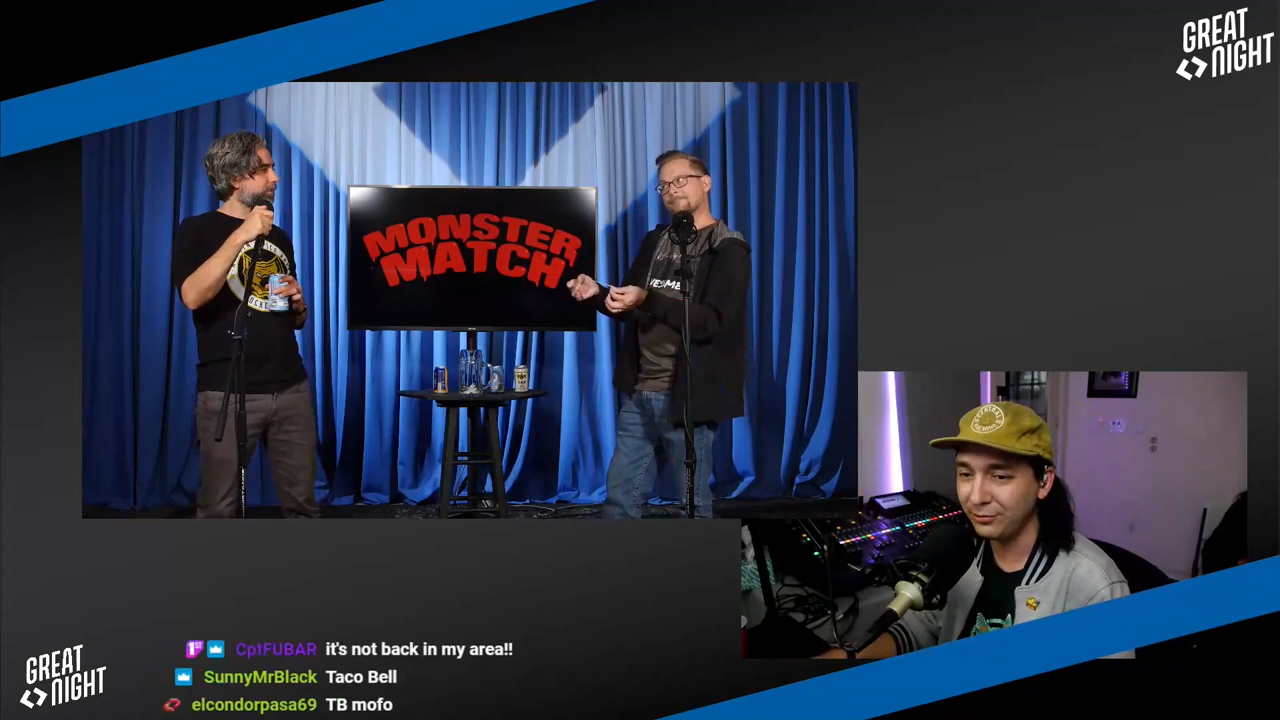 GREAT
NIGHT
MONSTER
MATCH
GREAT
NIGHT
CptFUBAR it's not back in my area!!
SunnyMrBlack Taco Bell
elcondorpasa69 TB mofo